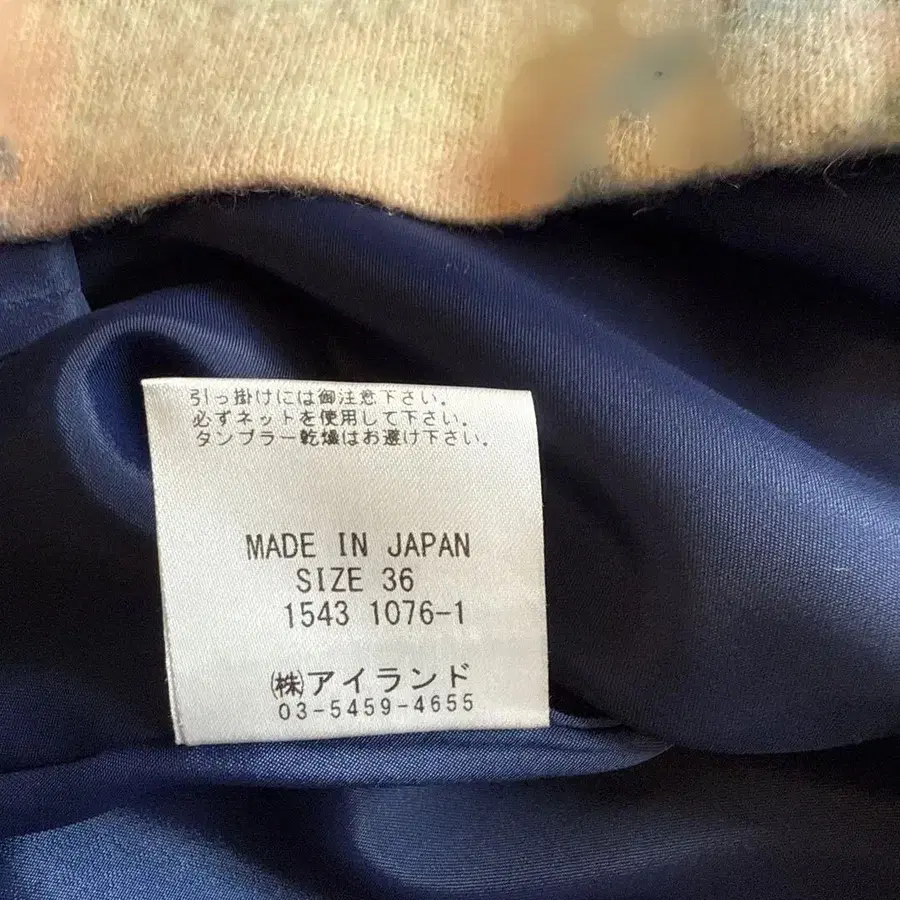 引っ掛けには御注意下さい。
必ずネットを使用して下さい。
タンブラー乾燥はお避け下さい。
MADE IN JAPAN
SIZE 36
1543 1076-1
㈱アイランド
03-5459-4655